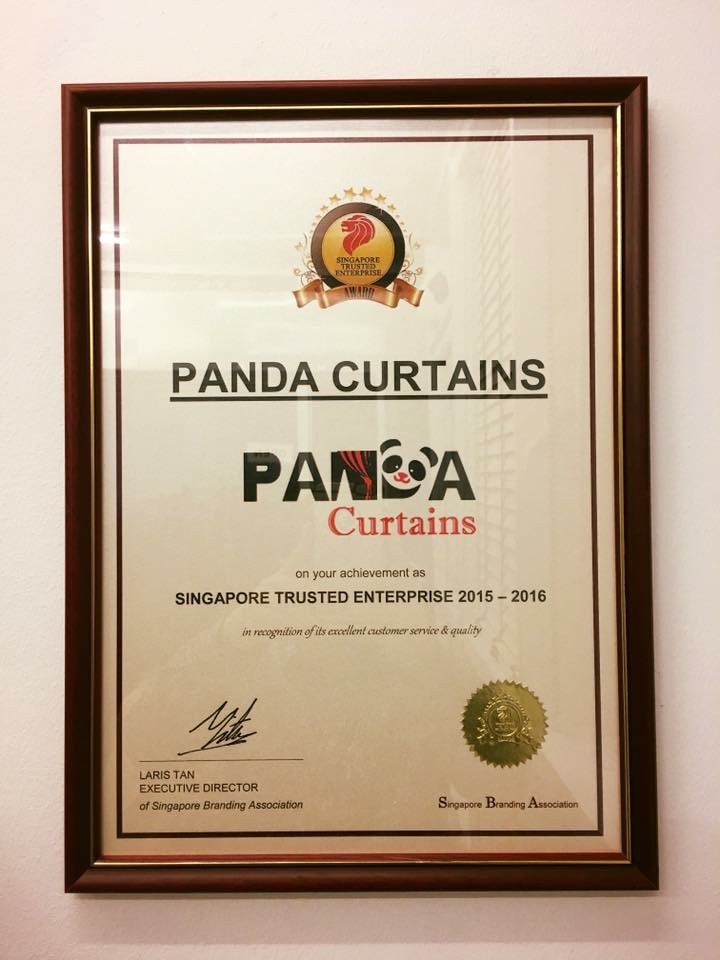 SINGAPORE
TRUSTED
ENTERPRISE
AWARD
PANDA CURTAINS
PANDA
Curtains
on your achievement as
SINGAPORE TRUSTED ENTERPRISE 2015 – 2016
in recognition of its excellent customer service & quality
LARIS TAN
EXECUTIVE DIRECTOR
of Singapore Branding Association
Singapore Branding Association